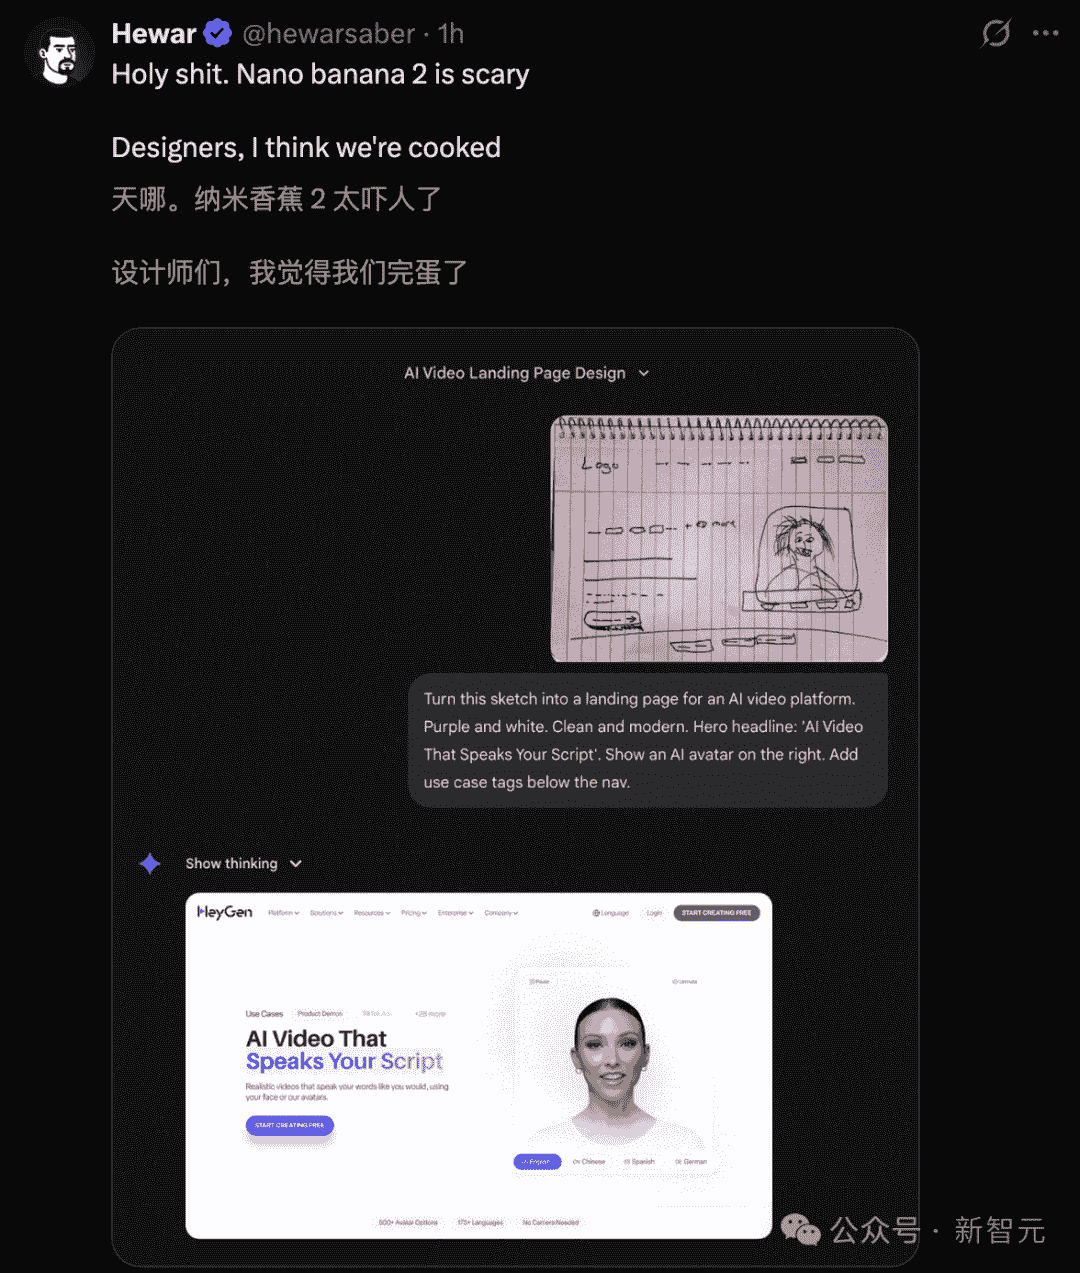 Hewar @hewarsaber · 1h
Holy shit. Nano banana 2 is scary
Designers, I think we're cooked
天哪。纳米香蕉 2 太吓人了
设计师们，我觉得我们完蛋了
AI Video Landing Page Design
Logo
+ more
Turn this sketch into a landing page for an AI video platform.
Purple and white. Clean and modern. Hero headline: 'AI Video
That Speaks Your Script'. Show an AI avatar on the right. Add
use case tags below the nav.
Show thinking
HeyGen Platform Solutions Resources Pricing Enterprise Company Language Login START CREATING FREE
Use Cases Product Demos +28 more
AI Video That
Speaks Your Script
Realistic videos that speak your words like you would, using
your face or our avatars.
START CREATING FREE
English Chinese Spanish German
500+ Avatar Options 175+ Languages No Camera Needed
公众号 · 新智元